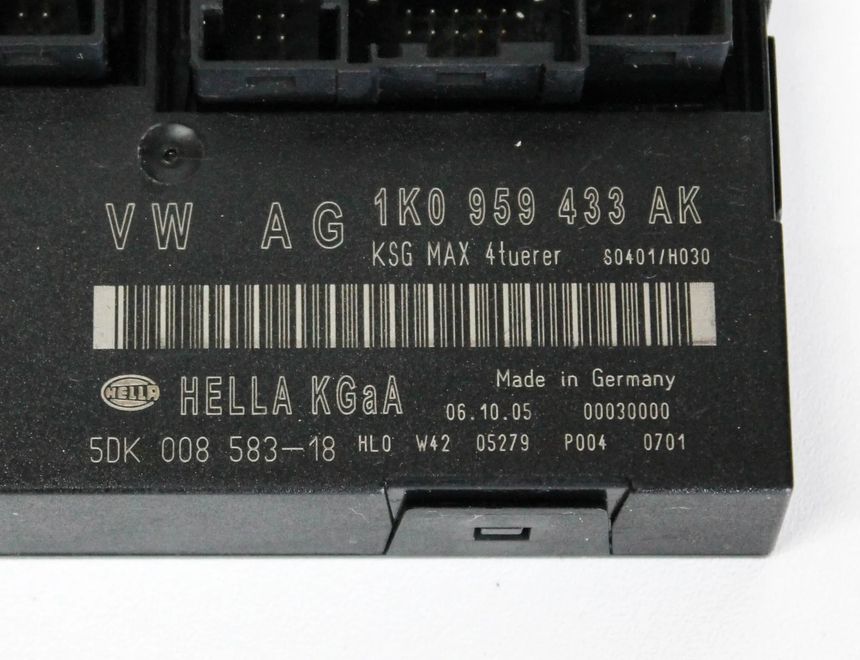 VW AG 1K0 959 433 AK
KSG MAX 4tuerer S0401/H030
HELLA HELLA KGaA Made in Germany
06.10.05 00030000
5DK 008 583-18 HLO W42 05279 P004 0701